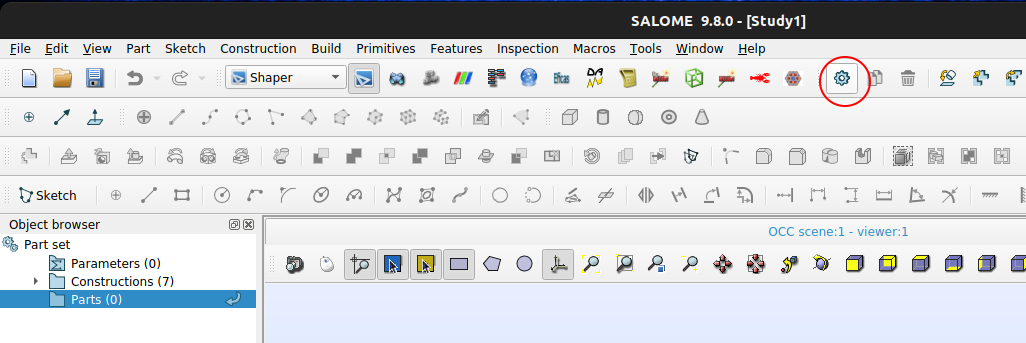 SALOME 9.8.0 - [Study1]
File Edit View Part Sketch Construction Build Primitives Features Inspection Macros Tools Window Help
Shaper
Eficas
Sketch
Object browser
OCC scene:1 - viewer:1
Part set
Parameters (0)
Constructions (7)
Parts (0)